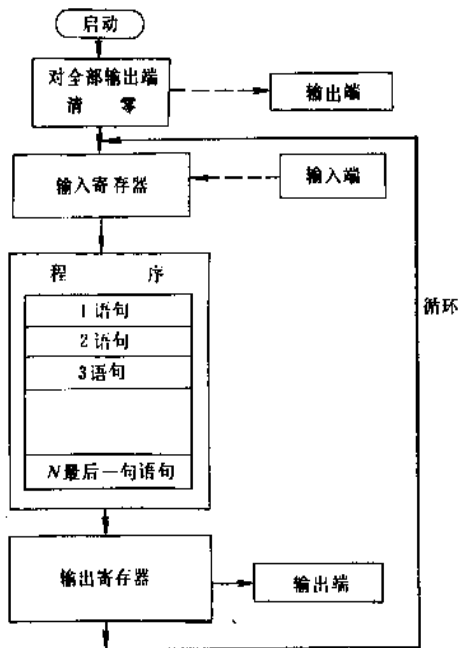 启动
对全部输出端
清 零
输出端
输入寄存器
输入端
程 序
1语句
2语句
3语句
N最后一句语句
循环
输出寄存器
输出端